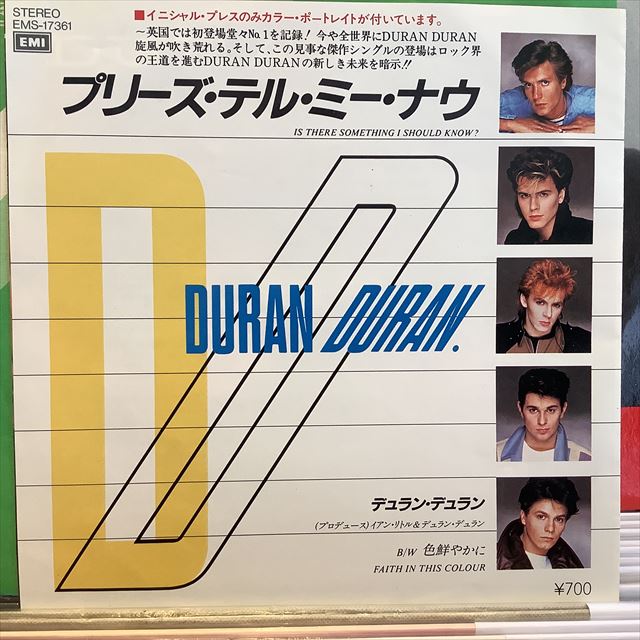 STEREO
EMS-17361
EMI
■イニシャル・プレスのみカラー・ポートレイトが付いています。
〜英国では初登場堂々No.1を記録! 今や全世界にDURAN DURAN
旋風が吹き荒れる。そして、この見事な傑作シングルの登場はロック界
の王道を進むDURAN DURANの新しき未来を暗示!!
プリーズ・テル・ミー・ナウ
IS THERE SOMETHING I SHOULD KNOW?
D
DURAN DURAN.
デュラン・デュラン
(プロデュース)イアン・リトル&デュラン・デュラン
B/W 色鮮やかに
FAITH IN THIS COLOUR
¥700